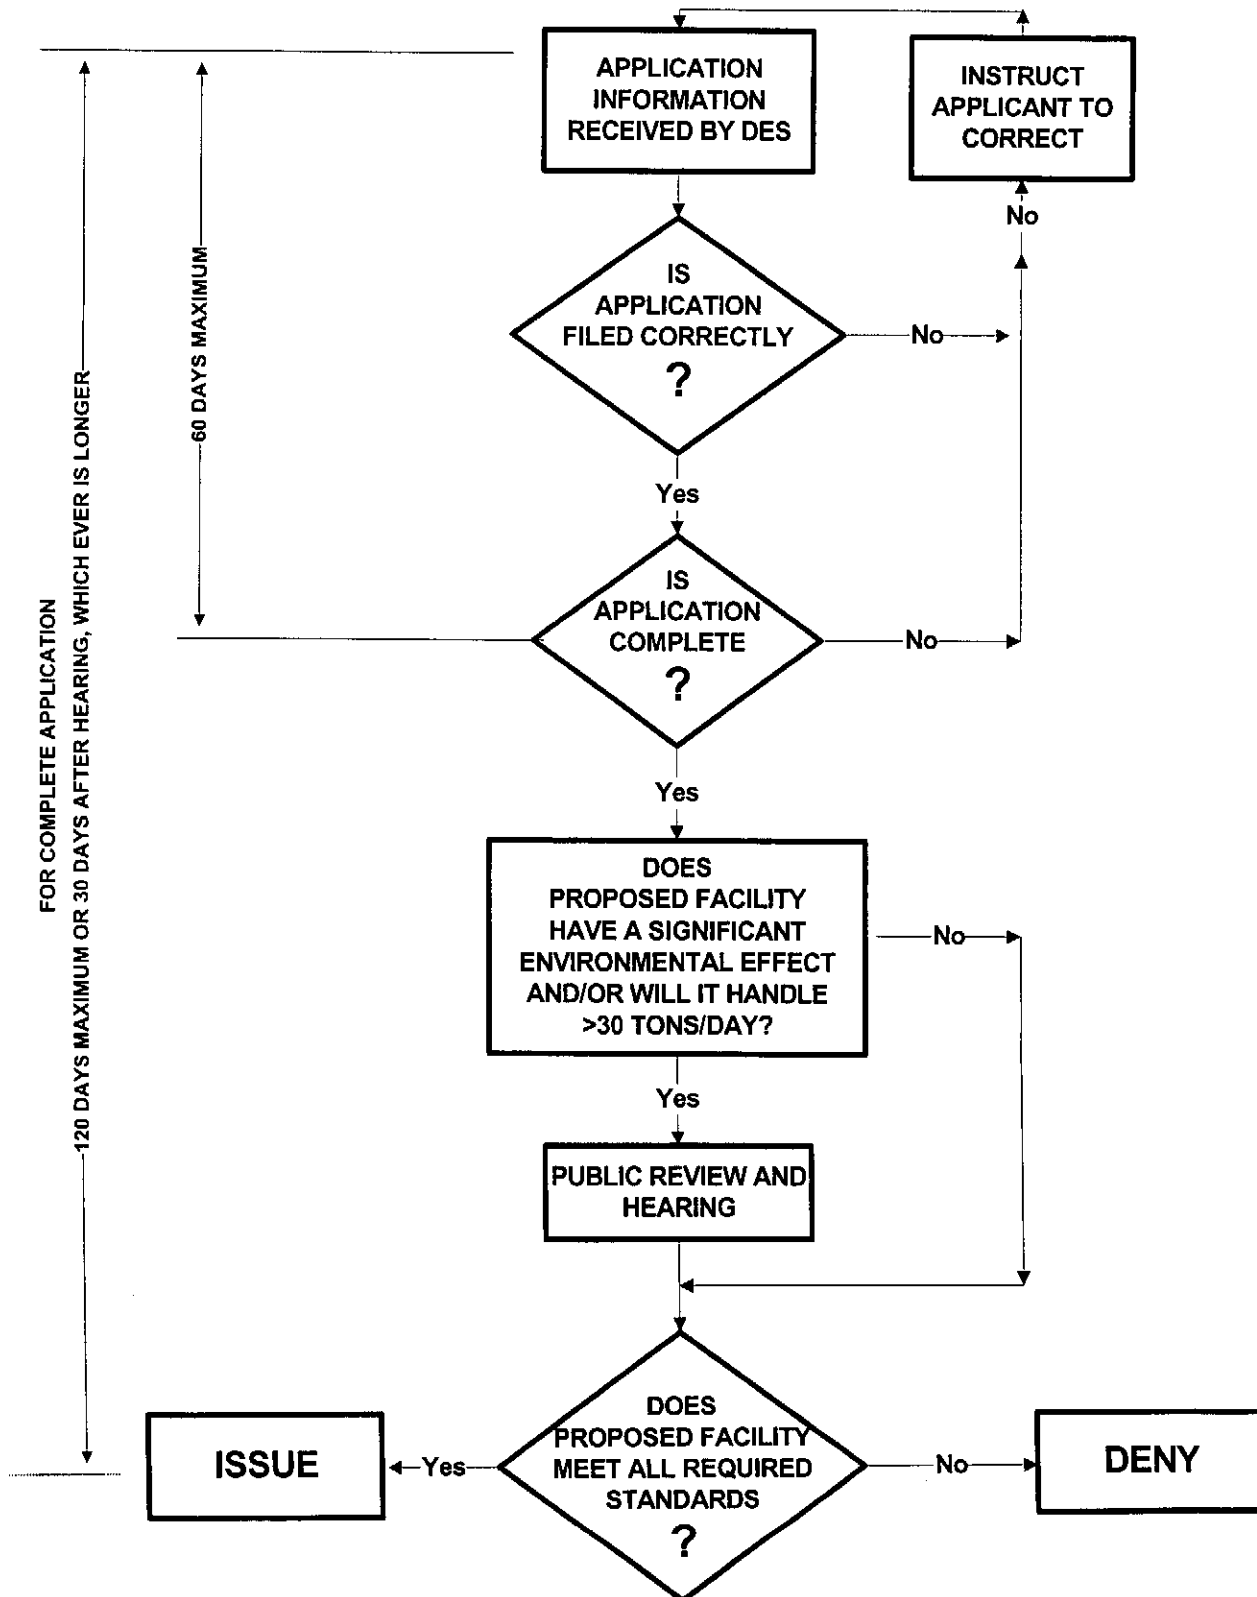 APPLICATION
INFORMATION
RECEIVED BY DES
INSTRUCT
APPLICANT TO
CORRECT
No
IS
APPLICATION
FILED CORRECTLY
?
No
Yes
60 DAYS MAXIMUM
IS
APPLICATION
COMPLETE
?
No
Yes
FOR COMPLETE APPLICATION
120 DAYS MAXIMUM OR 30 DAYS AFTER HEARING, WHICH EVER IS LONGER
DOES
PROPOSED FACILITY
HAVE A SIGNIFICANT
ENVIRONMENTAL EFFECT
AND/OR WILL IT HANDLE
>30 TONS/DAY?
No
Yes
PUBLIC REVIEW AND
HEARING
DOES
PROPOSED FACILITY
MEET ALL REQUIRED
STANDARDS
?
Yes
ISSUE
No
DENY